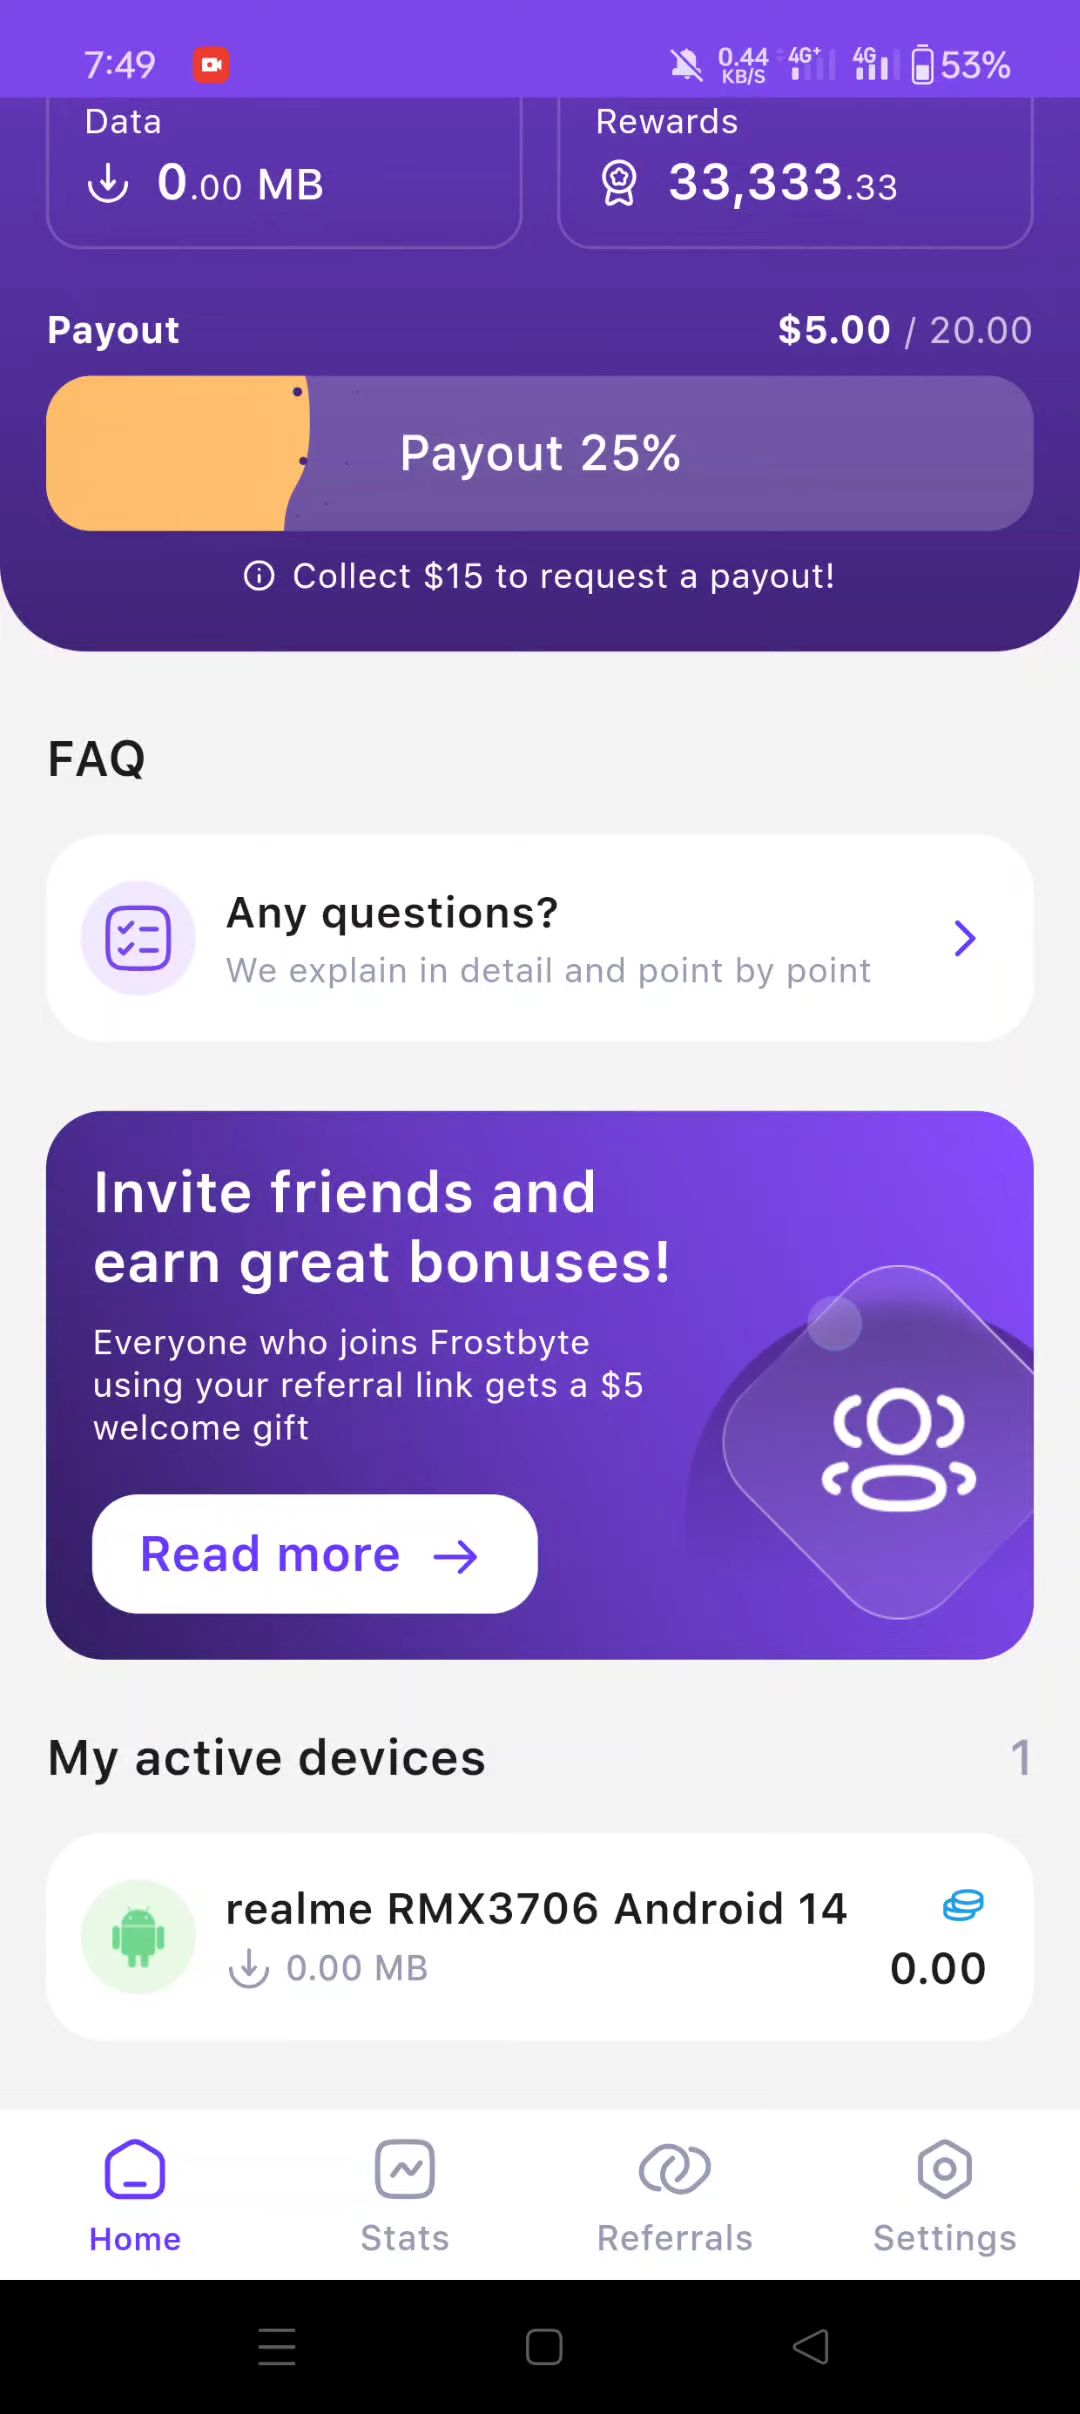 7:49
0.44 KB/S 4G+ 4G 53%
Data
0.00 MB
Rewards
33,333.33
Payout
$5.00 / 20.00
Payout 25%
Collect $15 to request a payout!
FAQ
Any questions?
We explain in detail and point by point
Invite friends and
earn great bonuses!
Everyone who joins Frostbyte
using your referral link gets a $5
welcome gift
Read more →
My active devices
1
realme RMX3706 Android 14
0.00 MB
0.00
Home
Stats
Referrals
Settings